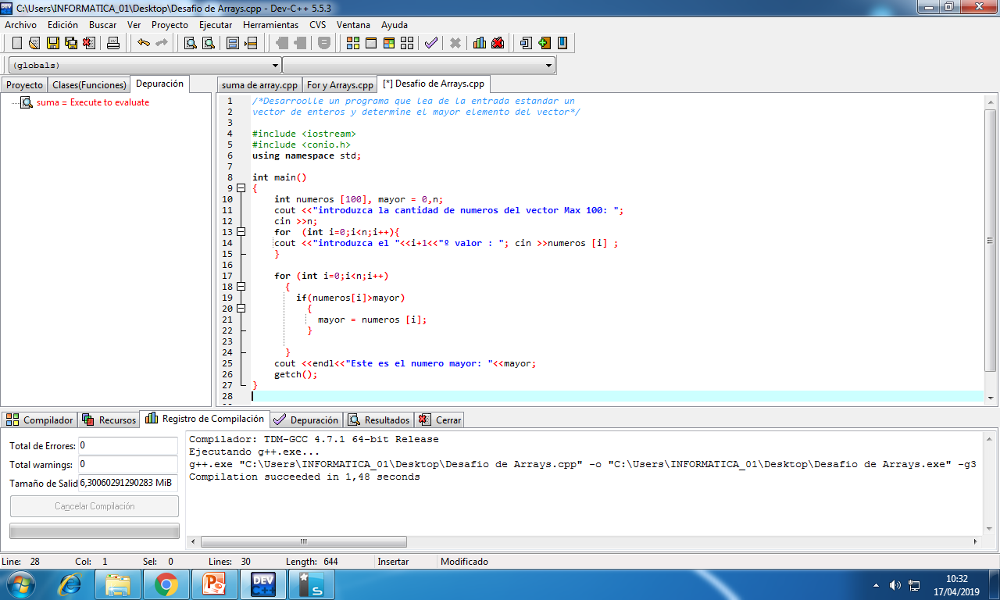 C:\Users\INFORMATICA_01\Desktop\Desafio de Arrays.cpp - Dev-C++ 5.5.3
Archivo Edición Buscar Ver Proyecto Ejecutar Herramientas CVS Ventana Ayuda
(globals)
Proyecto Clases(Funciones) Depuración
suma = Execute to evaluate
suma de array.cpp For y Arrays.cpp [*] Desafio de Arrays.cpp
1 /*Desarroolle un programa que lea de la entrada estandar un
2 vector de enteros y determine el mayor elemento del vector*/
3
4 #include <iostream>
5 #include <conio.h>
6 using namespace std;
7
8 int main()
9 {
10 int numeros [100], mayor = 0,n;
11 cout <<"introduzca la cantidad de numeros del vector Max 100: ";
12 cin >>n;
13 for  (int i=0;i<n;i++){
14 cout <<"introduzca el "<<i+1<<"º valor : "; cin >>numeros [i] ;
15 }
16
17 for (int i=0;i<n;i++)
18 {
19 if(numeros[i]>mayor)
20 {
21 mayor = numeros [i];
22 }
23
24 }
25 cout <<endl<<"Este es el numero mayor: "<<mayor;
26 getch();
27 }
28
Compilador Recursos Registro de Compilación Depuración Resultados Cerrar
Total de Errores: 0
Total warnings: 0
Tamaño de Salid 6,30060291290283 MiB
Cancelar Compilación
Compilador: TDM-GCC 4.7.1 64-bit Release
Ejecutando g++.exe...
g++.exe "C:\Users\INFORMATICA_01\Desktop\Desafio de Arrays.cpp" -o "C:\Users\INFORMATICA_01\Desktop\Desafio de Arrays.exe" -g3
Compilation succeeded in 1,48 seconds
Line: 28 Col: 1 Sel: 0 Lines: 30 Length: 644 Insertar Modificado
DEV C++ S
10:32
17/04/2019